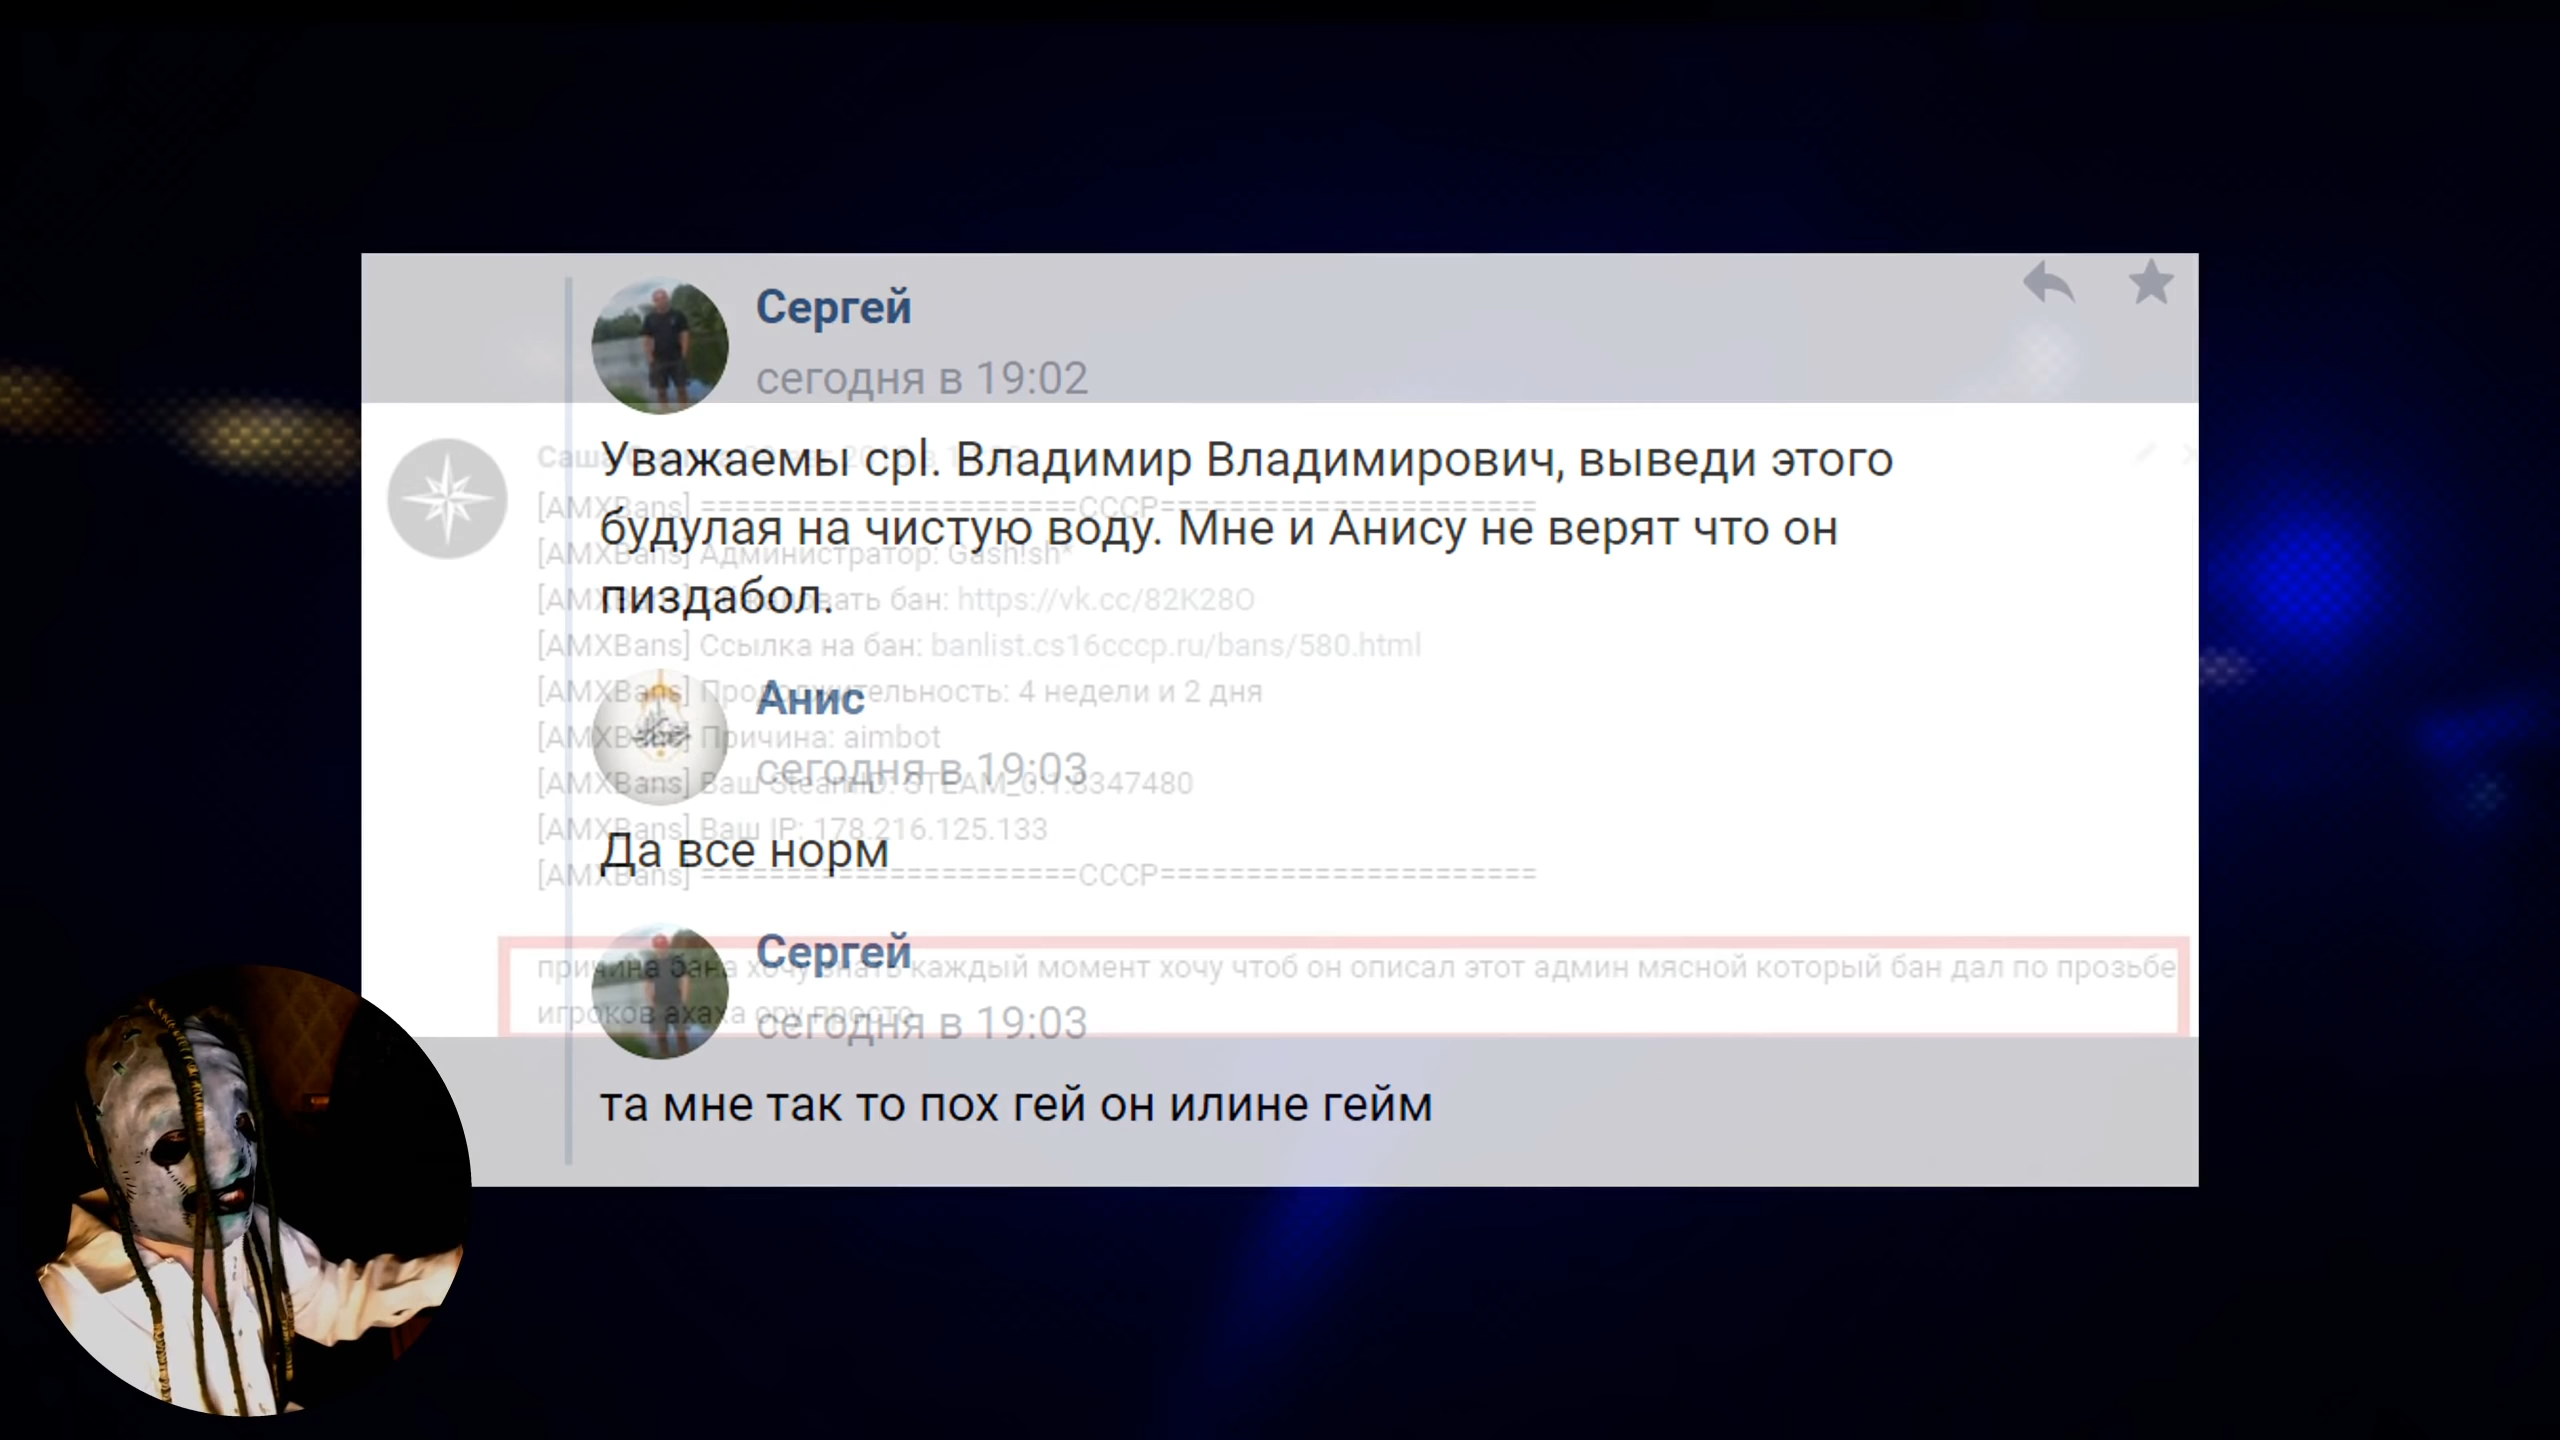 Сергей
сегодня в 19:02
Уважаемы cpl. Владимир Владимирович, выведи этого
будулая на чистую воду. Мне и Анису не верят что он
пиздабол.
Анис
сегодня в 19:03
Да все норм
Сергей
сегодня в 19:03
та мне так то пох гей он илине гейм
Саша
[AMXBans] ======================СССР======================
[AMXBans] Администратор: Gash!sh*
[AMXBans] Обжаловать бан: https://vk.cc/82K28O
[AMXBans] Ссылка на бан: banlist.cs16cccp.ru/bans/580.html
[AMXBans] Продолжительность: 4 недели и 2 дня
[AMXBans] Причина: aimbot
[AMXBans] Ваш SteamID: STEAM_0:1:8347480
[AMXBans] Ваш IP: 178.216.125.133
[AMXBans] ======================СССР======================
причина бана хочу знать каждый момент хочу чтоб он описал этот админ мясной который бан дал по прозьбе
игроков ахаха ору просто